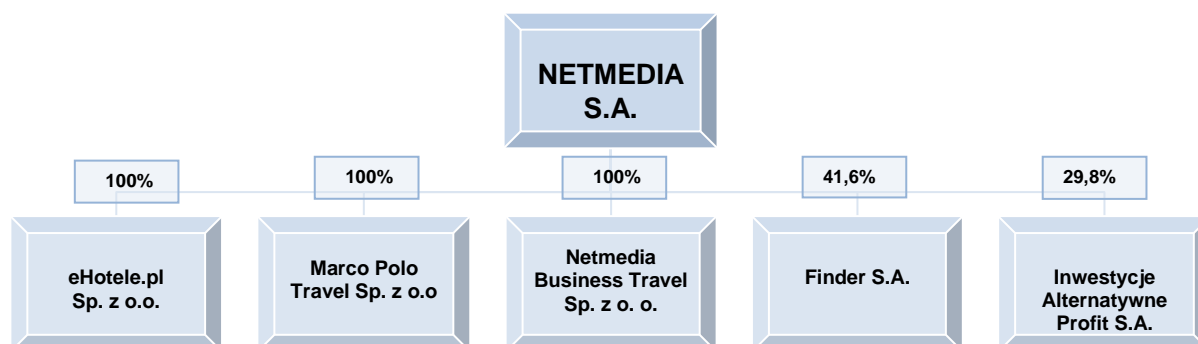 NETMEDIA
S.A.
100%
100%
100%
41,6%
29,8%
eHotele.pl
Sp. z o.o.
Marco Polo
Travel Sp. z o.o
Netmedia
Business Travel
Sp. z o. o.
Finder S.A.
Inwestycje
Alternatywne
Profit S.A.